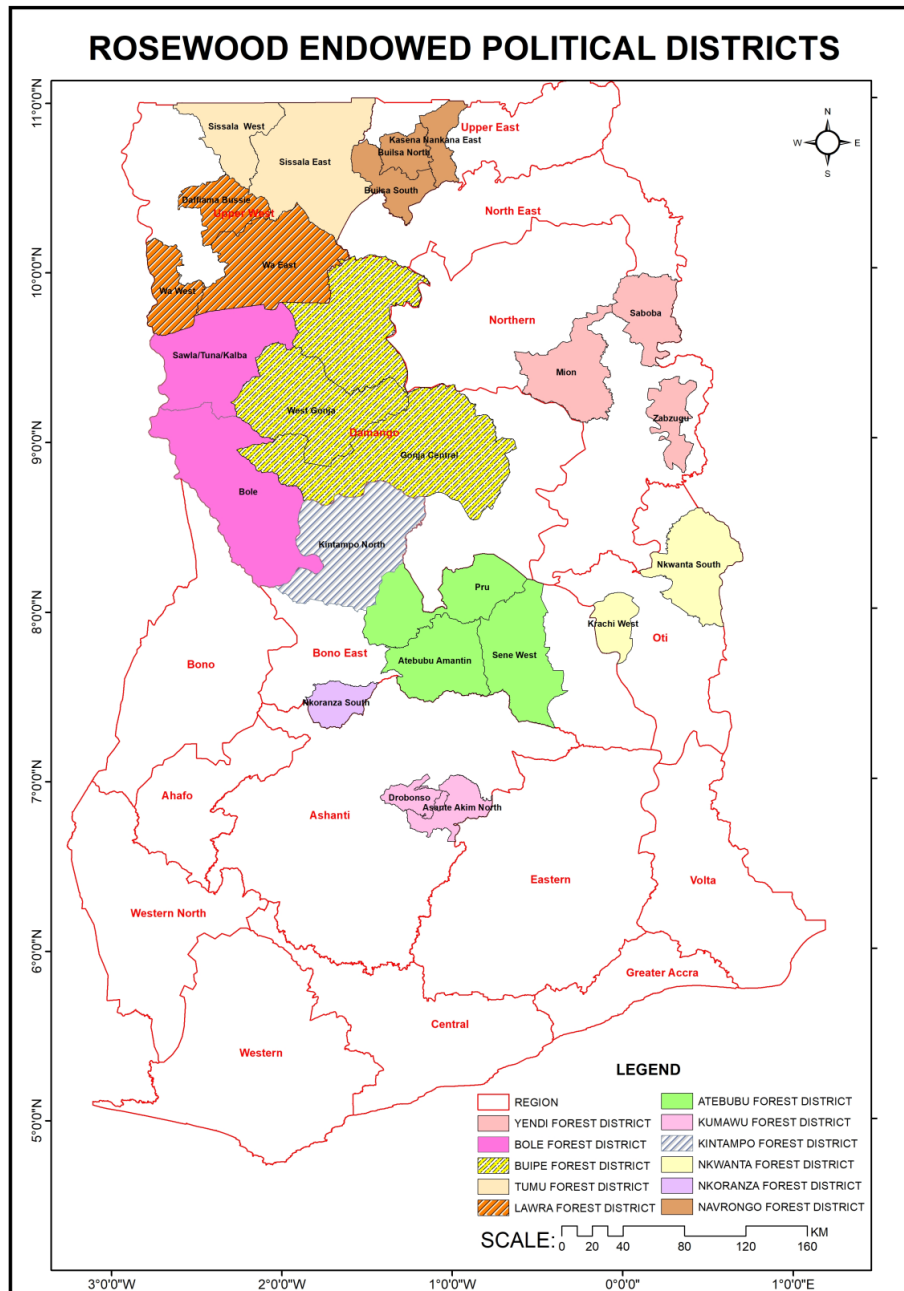 ROSEWOOD ENDOWED POLITICAL DISTRICTS
11°0'0"N
10°0'0"N
9°0'0"N
8°0'0"N
7°0'0"N
6°0'0"N
5°0'0"N
N
W E
S
Sissala West
Sissala East
Upper East
Kasena Nankana East
Builsa North
Builsa South
Daffiama Bussie
Upper West
North East
Wa East
Wa West
Northern
Saboba
Sawla/Tuna/Kalba
Mion
West Gonja
Zabzugu
Damango
Gonja Central
Bole
Kintampo North
Nkwanta South
Pru
Krachi West
Oti
Bono
Bono East
Atebubu Amantin
Sene West
Nkoranza South
Ahafo
Drobonso
Asante Akim North
Ashanti
Eastern
Volta
Western North
Greater Accra
Central
Western
LEGEND
REGION
YENDI FOREST DISTRICT
BOLE FOREST DISTRICT
BUIPE FOREST DISTRICT
TUMU FOREST DISTRICT
LAWRA FOREST DISTRICT
ATEBUBU FOREST DISTRICT
KUMAWU FOREST DISTRICT
KINTAMPO FOREST DISTRICT
NKWANTA FOREST DISTRICT
NKORANZA FOREST DISTRICT
NAVRONGO FOREST DISTRICT
SCALE:
KM
0 20 40 80 120 160
3°0'0"W 2°0'0"W 1°0'0"W 0°0'0" 1°0'0"E